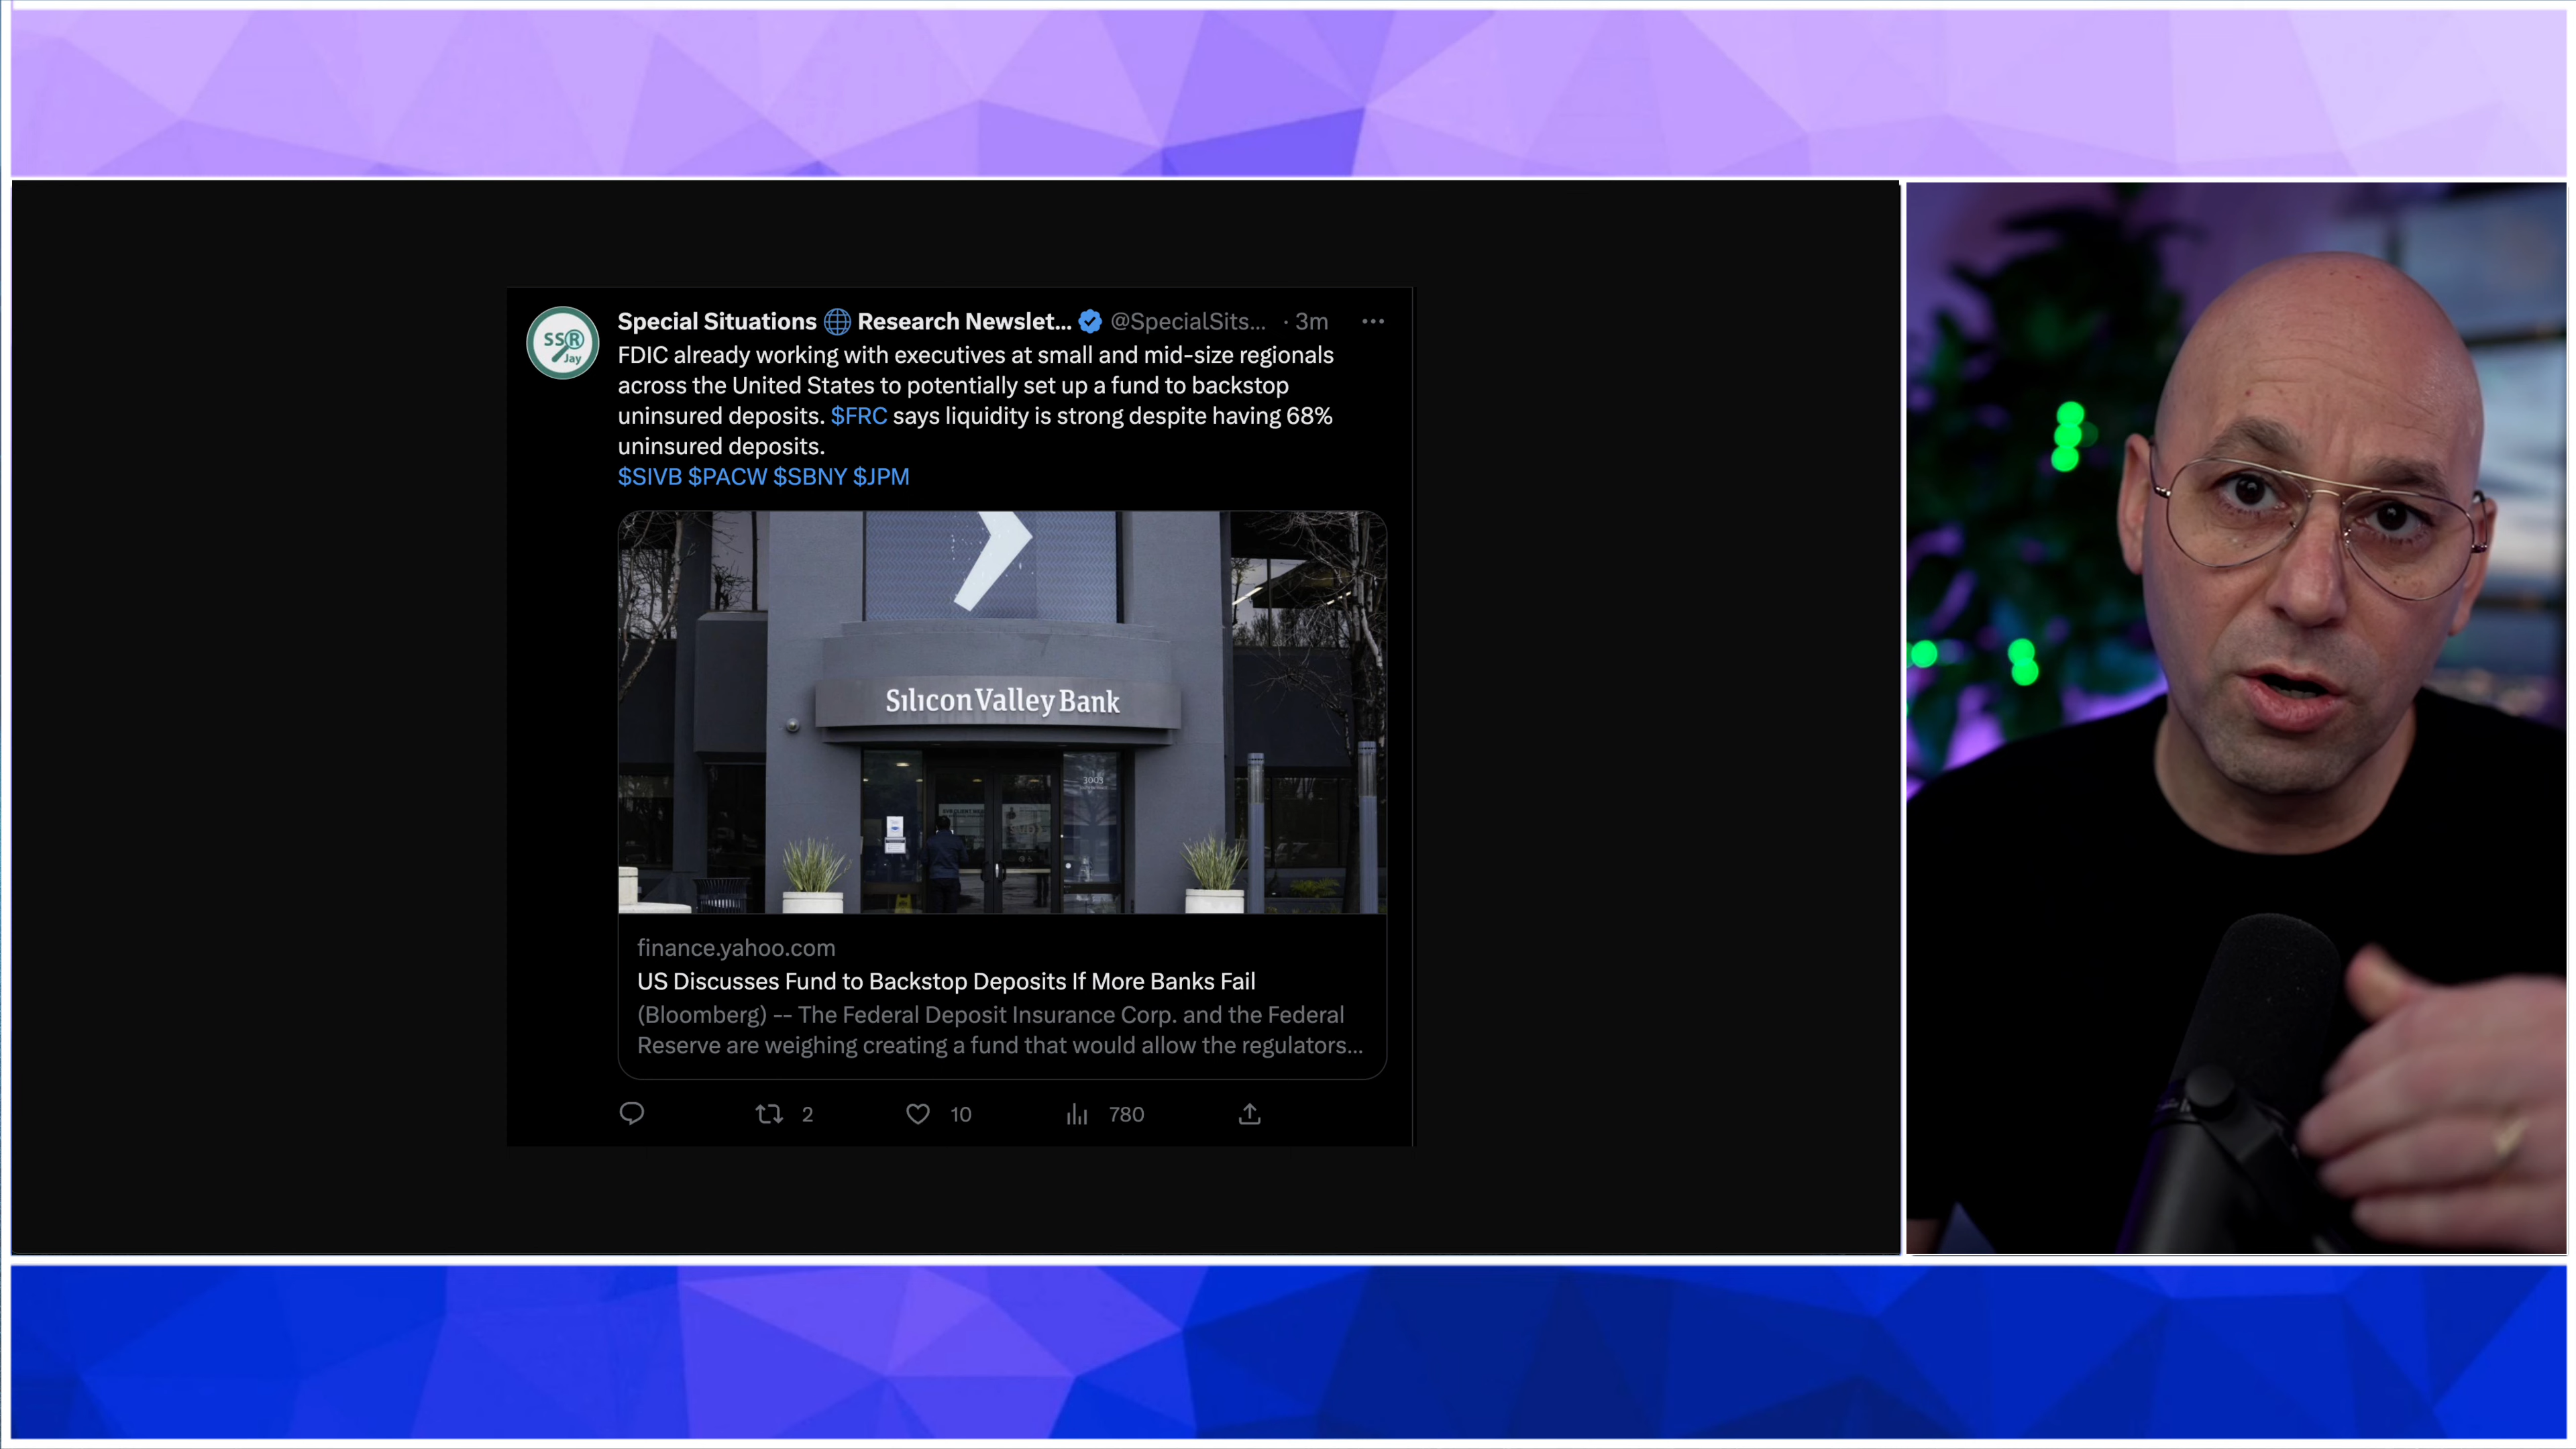 SSR
Jay
Special Situations 🌐 Research Newslet... @SpecialSits... · 3m
FDIC already working with executives at small and mid-size regionals
across the United States to potentially set up a fund to backstop
uninsured deposits. $FRC says liquidity is strong despite having 68%
uninsured deposits.
$SIVB $PACW $SBNY $JPM
Silicon Valley Bank
3003
finance.yahoo.com
US Discusses Fund to Backstop Deposits If More Banks Fail
(Bloomberg) -- The Federal Deposit Insurance Corp. and the Federal
Reserve are weighing creating a fund that would allow the regulators...
2 10 780